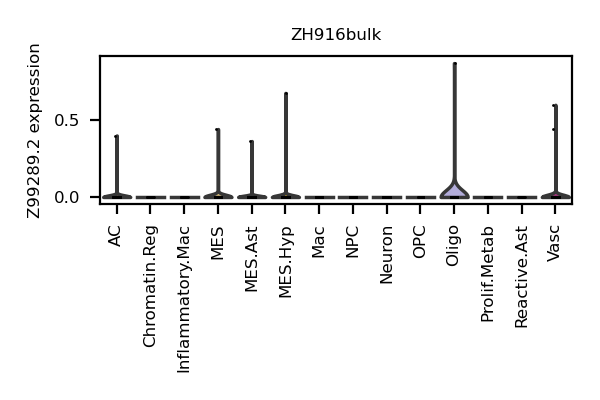 ZH916bulk
Z99289.2 expression
0.5
0.0
AC
Chromatin.Reg
Inflammatory.Mac
MES
MES.Ast
MES.Hyp
Mac
NPC
Neuron
OPC
Oligo
Prolif.Metab
Reactive.Ast
Vasc